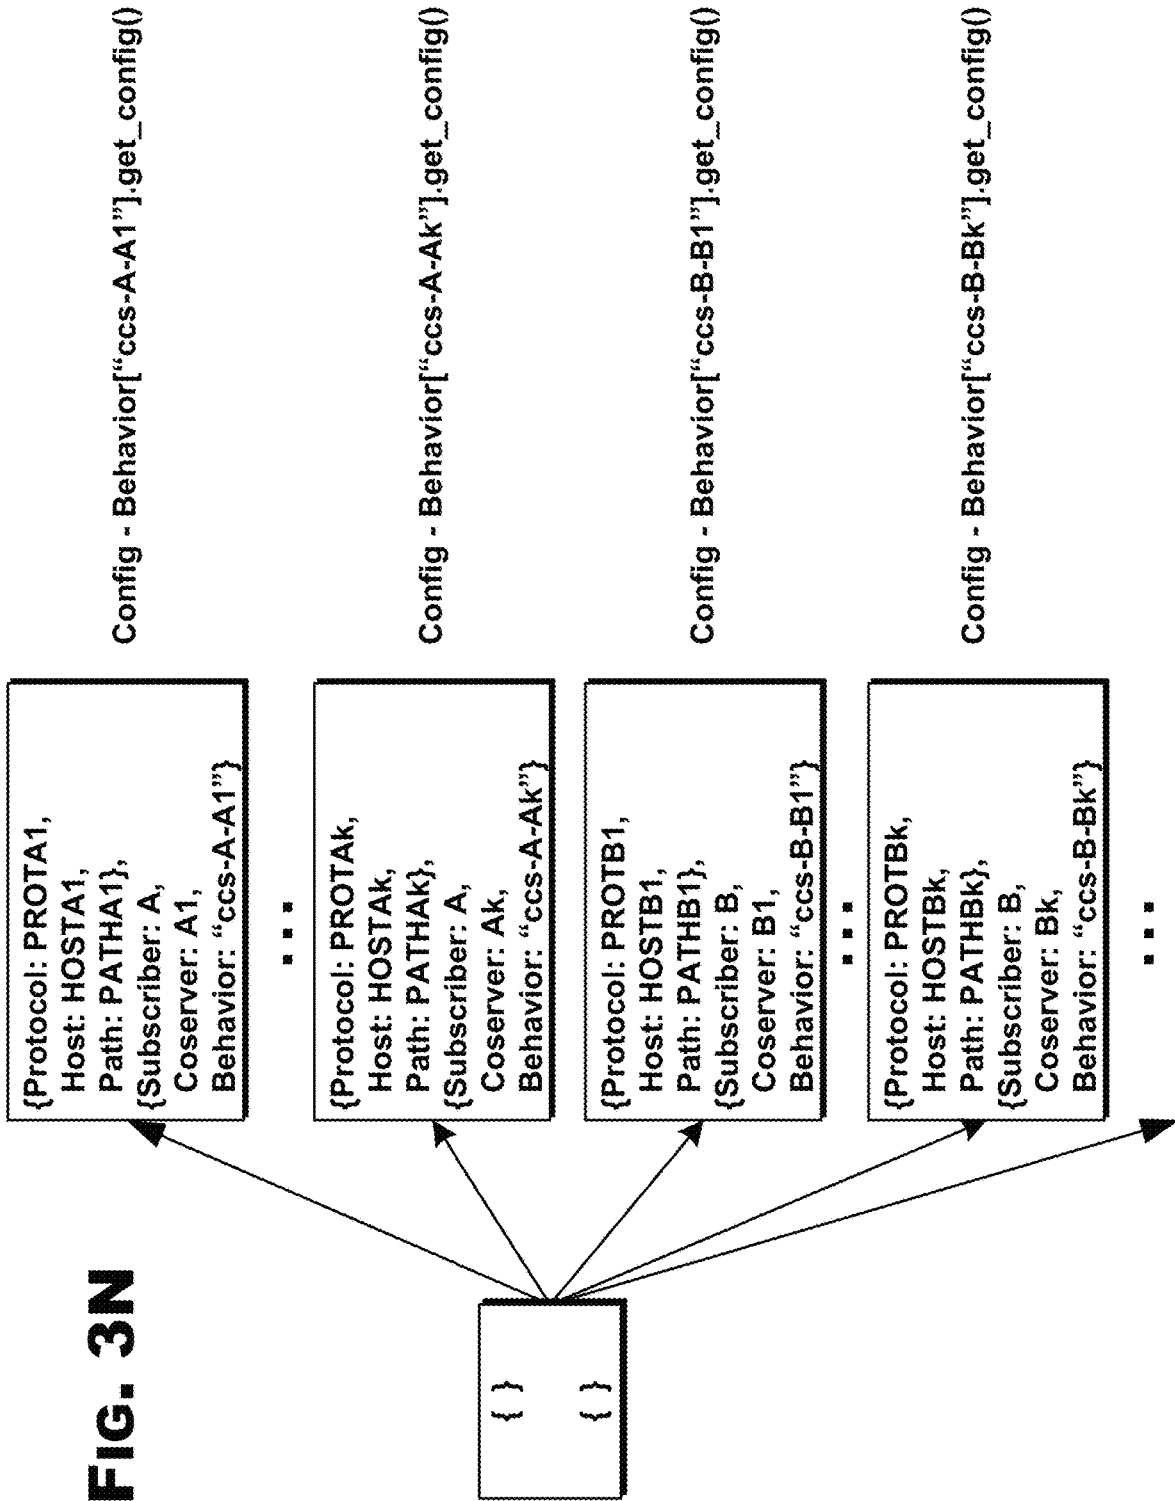 FIG. 3N
{ }
{ }
{Protocol: PROTA1,
Host: HOSTA1,
Path: PATHA1},
{Subscriber: A,
Coserver: A1,
Behavior: “ccs-A-A1”}
Config - Behavior[“ccs-A-A1”].get_config()
...
{Protocol: PROTAk,
Host: HOSTAk,
Path: PATHAk},
{Subscriber: A,
Coserver: Ak,
Behavior: “ccs-A-Ak”}
Config - Behavior[“ccs-A-Ak”].get_config()
{Protocol: PROTB1,
Host: HOSTB1,
Path: PATHB1},
{Subscriber: B,
Coserver: B1,
Behavior: “ccs-B-B1”}
Config - Behavior[“ccs-B-B1”].get_config()
...
{Protocol: PROTBk,
Host: HOSTBk,
Path: PATHBk},
{Subscriber: B,
Coserver: Bk,
Behavior: “ccs-B-Bk”}
Config - Behavior[“ccs-B-Bk”].get_config()
...